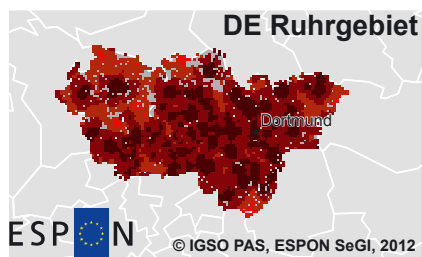 DE Ruhrgebiet
Dortmund
ESPON
© IGSO PAS, ESPON SeGI, 2012